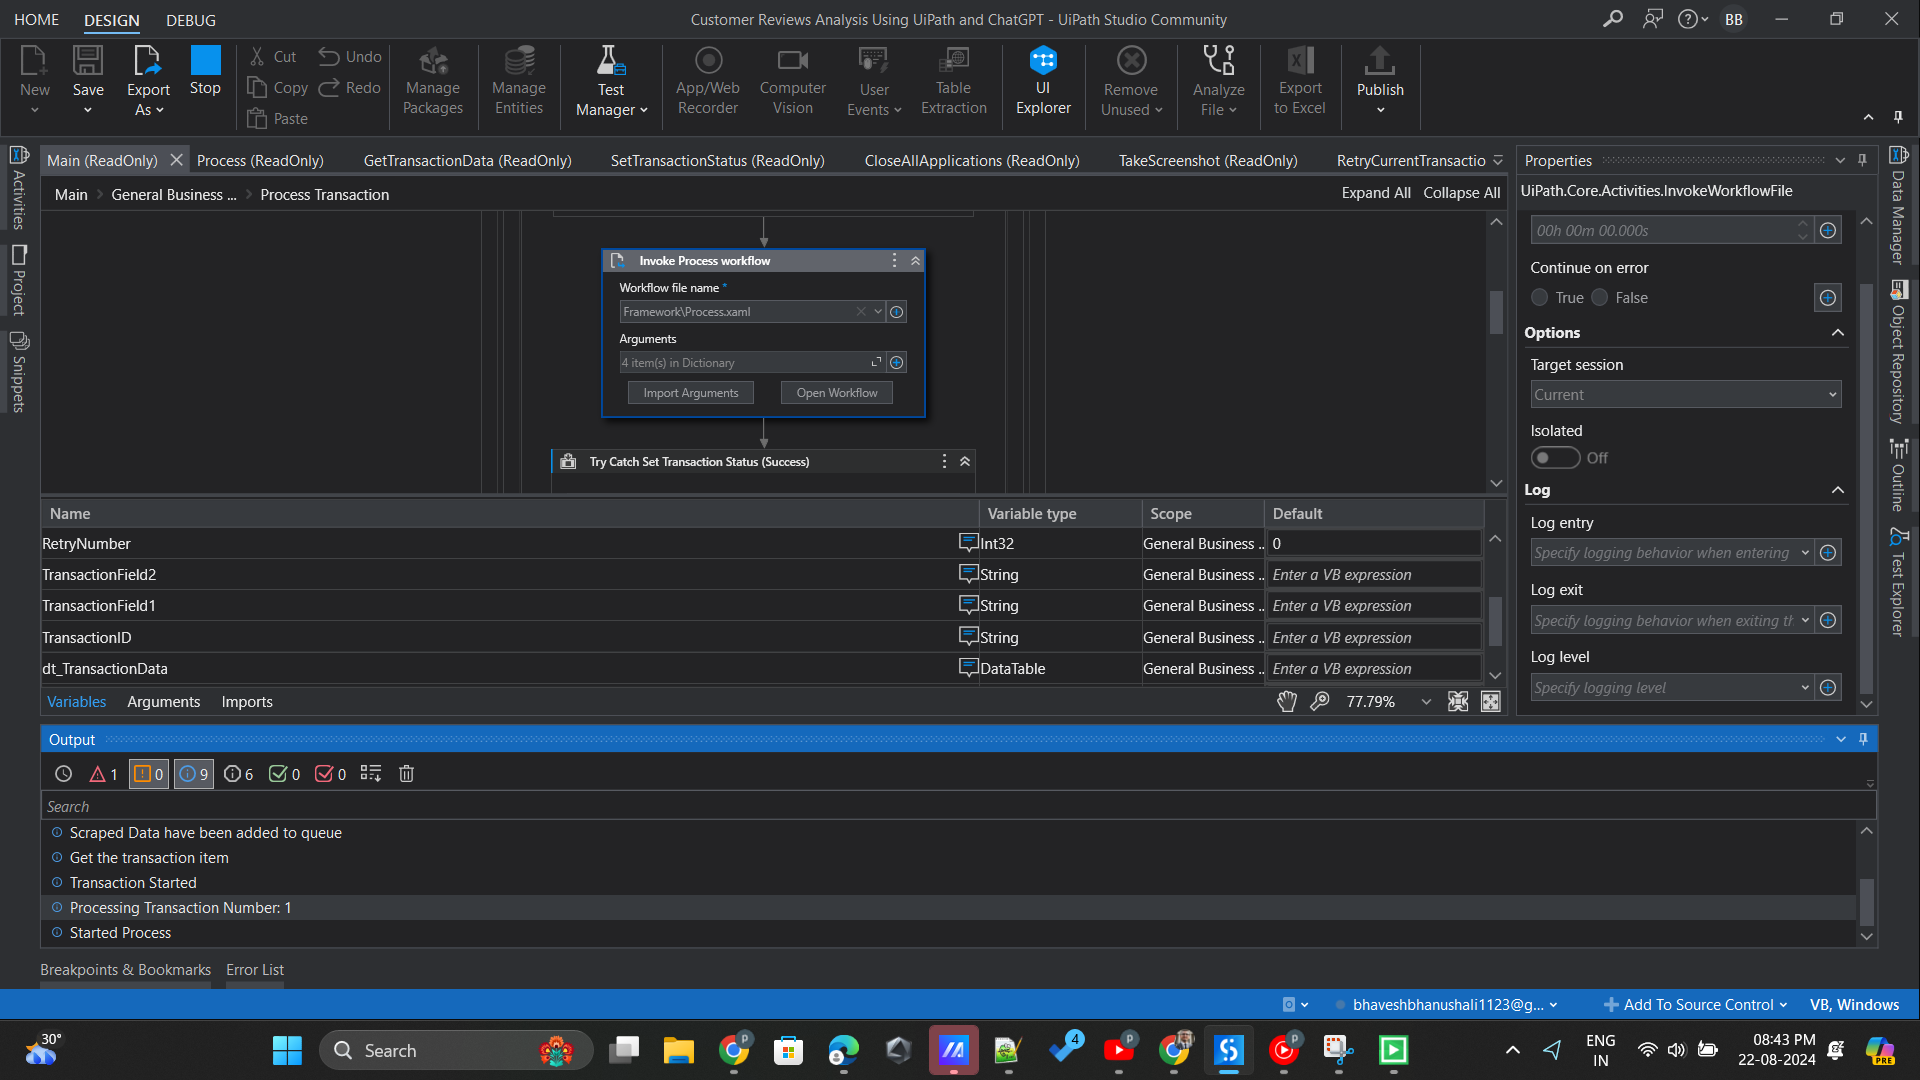 HOME DESIGN DEBUG
Customer Reviews Analysis Using UiPath and ChatGPT - UiPath Studio Community
BB
New
Save
Export As
Stop
Cut
Copy
Paste
Undo
Redo
Manage Packages
Manage Entities
Test Manager
App/Web Recorder
Computer Vision
User Events
Table Extraction
UI Explorer
Remove Unused
Analyze File
Export to Excel
Publish
Main (ReadOnly)
Process (ReadOnly)
GetTransactionData (ReadOnly)
SetTransactionStatus (ReadOnly)
CloseAllApplications (ReadOnly)
TakeScreenshot (ReadOnly)
RetryCurrentTransactio
Main
General Business ...
Process Transaction
Expand All Collapse All
Activities
Project
Snippets
Invoke Process workflow
Workflow file name *
Framework\Process.xaml
Arguments
4 item(s) in Dictionary
Import Arguments
Open Workflow
Try Catch Set Transaction Status (Success)
Name Variable type Scope Default
RetryNumber Int32 General Business .. 0
TransactionField2 String General Business .. Enter a VB expression
TransactionField1 String General Business .. Enter a VB expression
TransactionID String General Business .. Enter a VB expression
dt_TransactionData DataTable General Business .. Enter a VB expression
Variables Arguments Imports
77.79%
Properties
UiPath.Core.Activities.InvokeWorkflowFile
00h 00m 00.000s
Continue on error
True False
Options
Target session
Current
Isolated
Off
Log
Log entry
Specify logging behavior when entering
Log exit
Specify logging behavior when exiting th
Log level
Specify logging level
Data Manager
Object Repository
Outline
Test Explorer
Output
1 0 9 6 0 0
Search
Scraped Data have been added to queue
Get the transaction item
Transaction Started
Processing Transaction Number: 1
Started Process
Breakpoints & Bookmarks Error List
bhaveshbhanushali1123@g...
Add To Source Control
VB, Windows
30°
Search
P
4
P
P
ENG
IN
08:43 PM
22-08-2024
PRE